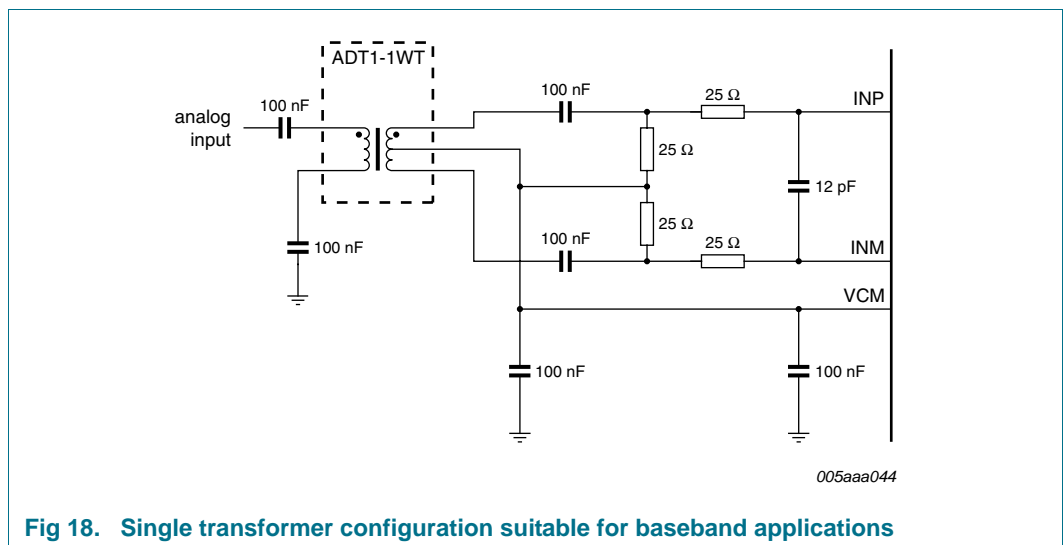 ADT1-1WT
100 nF
analog
input
100 nF
100 nF
25 Ω
INP
25 Ω
12 pF
25 Ω
100 nF
25 Ω
INM
VCM
100 nF
100 nF
005aaa044
Fig 18. Single transformer configuration suitable for baseband applications